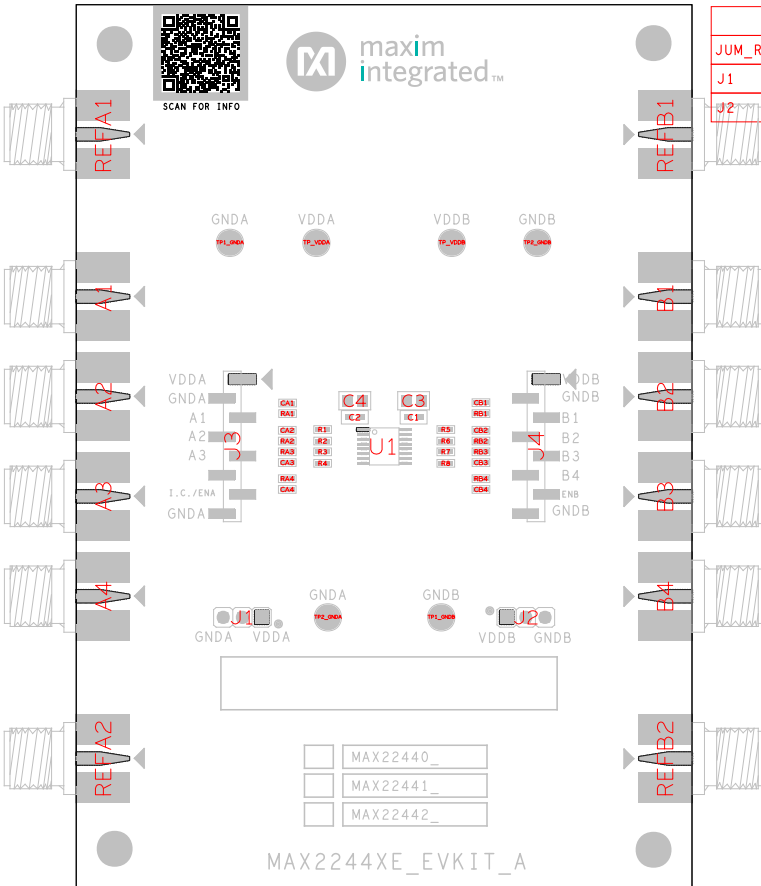 maxim
integrated™
SCAN FOR INFO
JUM_R
J1
J2
REFA1
REFB1
GNDA
VDDA
VDDB
GNDB
TP1_GNDA
TP_VDDA
TP_VDDB
TP2_GNDB
A1
B1
VDDA
VDDB
GNDA
GNDB
A2
B2
CA1
C4
C3
CB1
RA1
C2
C1
RB1
A1
B1
CA2
R1
R5
CB2
A2
B2
RA2
R2
U1
R6
RB2
J3
J4
RA3
R3
R7
RB3
A3
B3
CA3
R4
R8
CB3
B4
RA4
RB4
CA4
CB4
I.C./ENA
ENB
A3
B3
GNDA
GNDB
A4
B4
GNDA
GNDB
J1
TP2_GNDA
TP1_GNDB
J2
GNDA
VDDA
VDDB
GNDB
REFA2
REFB2
MAX22440_
MAX22441_
MAX22442_
MAX2244XE_EVKIT_A